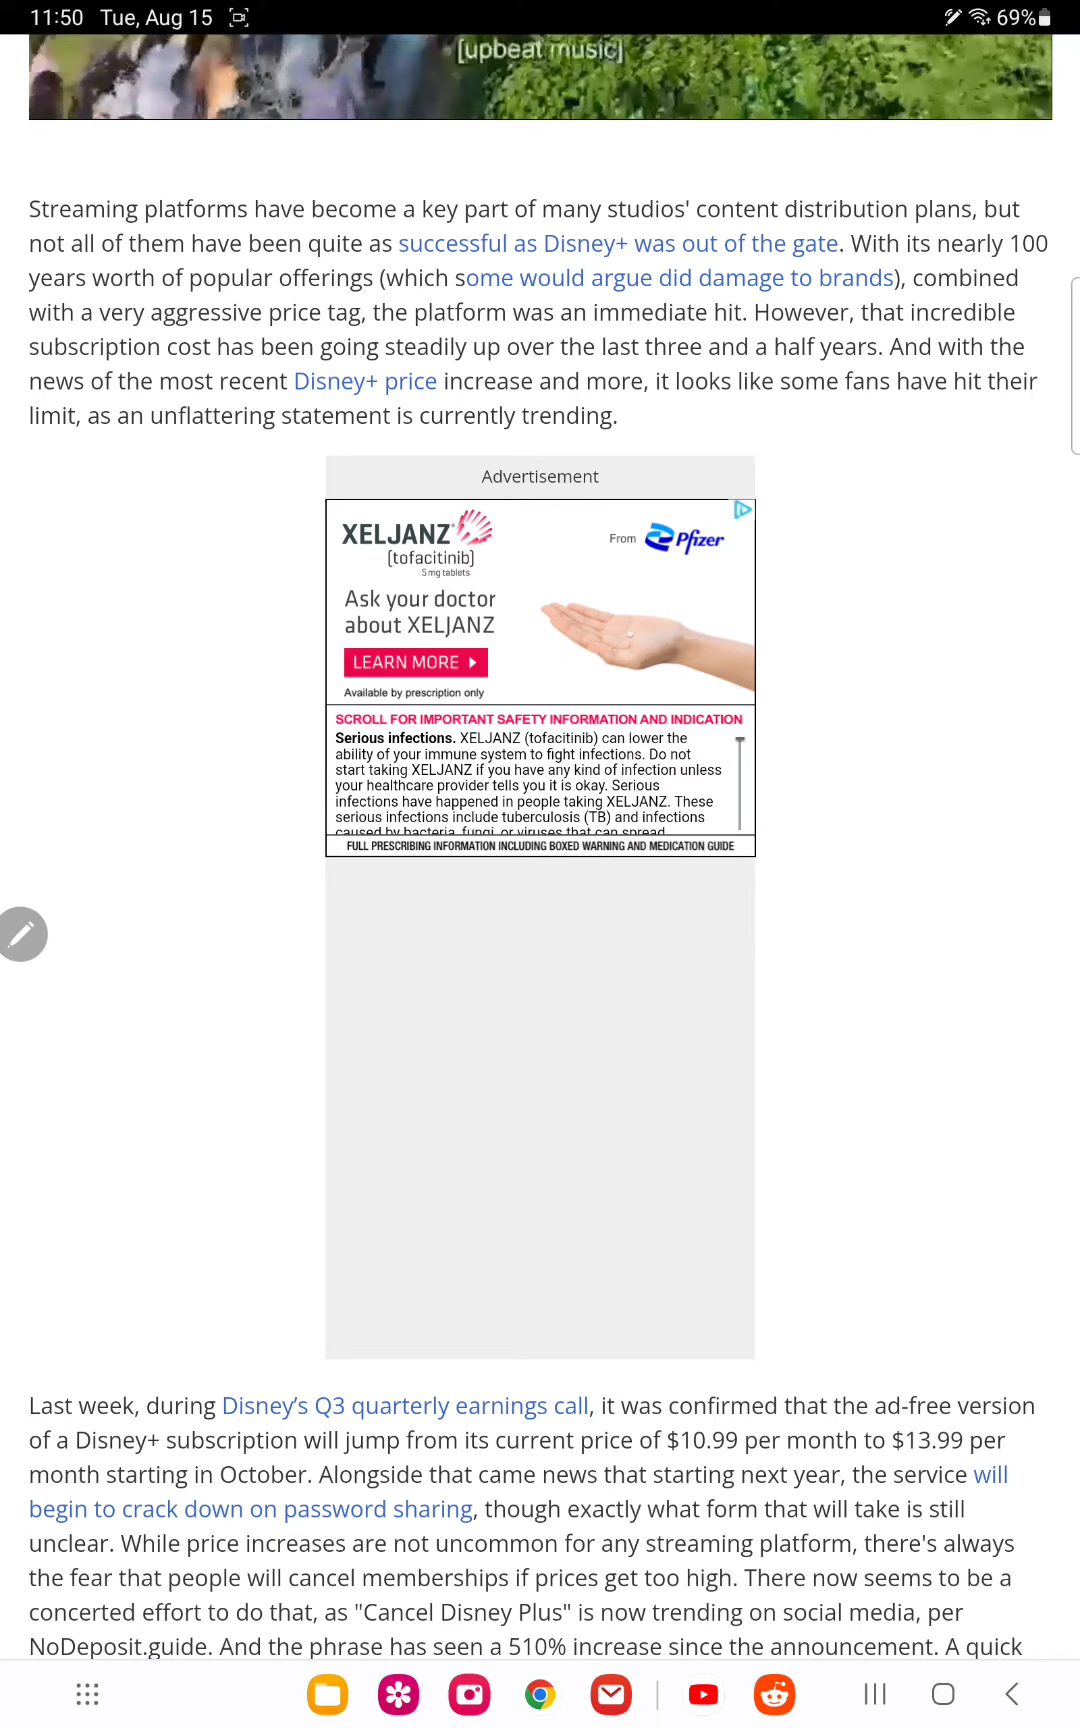 11:50 Tue, Aug 15 69%
[upbeat music]
Streaming platforms have become a key part of many studios' content distribution plans, but
not all of them have been quite as successful as Disney+ was out of the gate. With its nearly 100
years worth of popular offerings (which some would argue did damage to brands), combined
with a very aggressive price tag, the platform was an immediate hit. However, that incredible
subscription cost has been going steadily up over the last three and a half years. And with the
news of the most recent Disney+ price increase and more, it looks like some fans have hit their
limit, as an unflattering statement is currently trending.
Advertisement
XELJANZ
From Pfizer
(tofacitinib)
5 mg tablets
Ask your doctor
about XELJANZ
LEARN MORE
Available by prescription only
SCROLL FOR IMPORTANT SAFETY INFORMATION AND INDICATION
Serious infections. XELJANZ (tofacitinib) can lower the
ability of your immune system to fight infections. Do not
start taking XELJANZ if you have any kind of infection unless
your healthcare provider tells you it is okay. Serious
infections have happened in people taking XELJANZ. These
serious infections include tuberculosis (TB) and infections
caused by bacteria, fungi, or viruses that can spread
FULL PRESCRIBING INFORMATION INCLUDING BOXED WARNING AND MEDICATION GUIDE
Last week, during Disney’s Q3 quarterly earnings call, it was confirmed that the ad-free version
of a Disney+ subscription will jump from its current price of $10.99 per month to $13.99 per
month starting in October. Alongside that came news that starting next year, the service will
begin to crack down on password sharing, though exactly what form that will take is still
unclear. While price increases are not uncommon for any streaming platform, there's always
the fear that people will cancel memberships if prices get too high. There now seems to be a
concerted effort to do that, as "Cancel Disney Plus" is now trending on social media, per
NoDeposit.guide. And the phrase has seen a 510% increase since the announcement. A quick